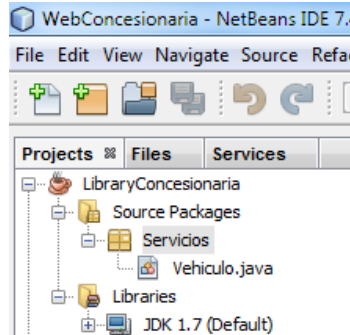 WebConcesionaria - NetBeans IDE 7.
File Edit View Navigate Source Refa
Projects Files Services
LibraryConcesionaria
Source Packages
Servicios
Vehiculo.java
Libraries
JDK 1.7 (Default)